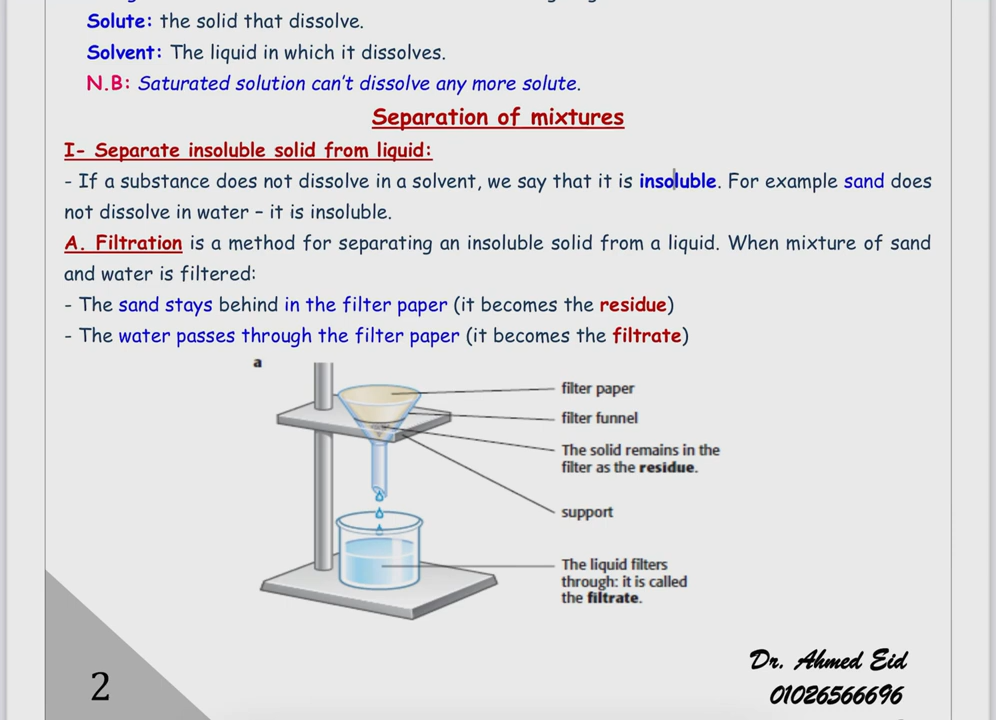 Solute: the solid that dissolve.
Solvent: The liquid in which it dissolves.
N.B: Saturated solution can't dissolve any more solute.
Separation of mixtures
I- Separate insoluble solid from liquid:
- If a substance does not dissolve in a solvent, we say that it is insoluble. For example sand does
not dissolve in water – it is insoluble.
A. Filtration is a method for separating an insoluble solid from a liquid. When mixture of sand
and water is filtered:
- The sand stays behind in the filter paper (it becomes the residue)
- The water passes through the filter paper (it becomes the filtrate)
a
filter paper
filter funnel
The solid remains in the
filter as the residue.
support
The liquid filters
through: it is called
the filtrate.
Dr. Ahmed Eid
01026566696
2